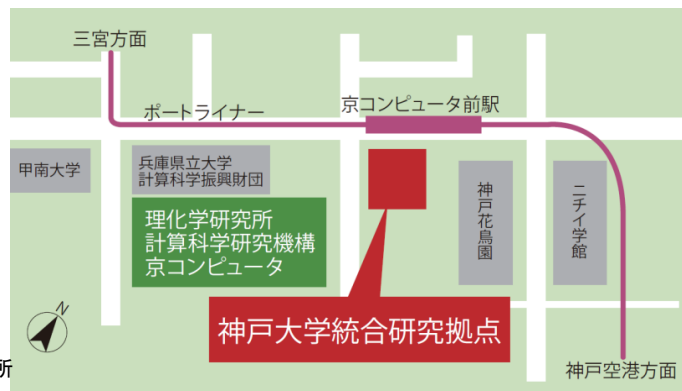 三宮方面
ポートライナー
京コンピュータ前駅
甲南大学
兵庫県立大学
計算科学振興財団
理化学研究所
計算科学研究機構
京コンピュータ
神戸花鳥園
ニチイ学館
神戸大学統合研究拠点
N
所
神戸空港方面